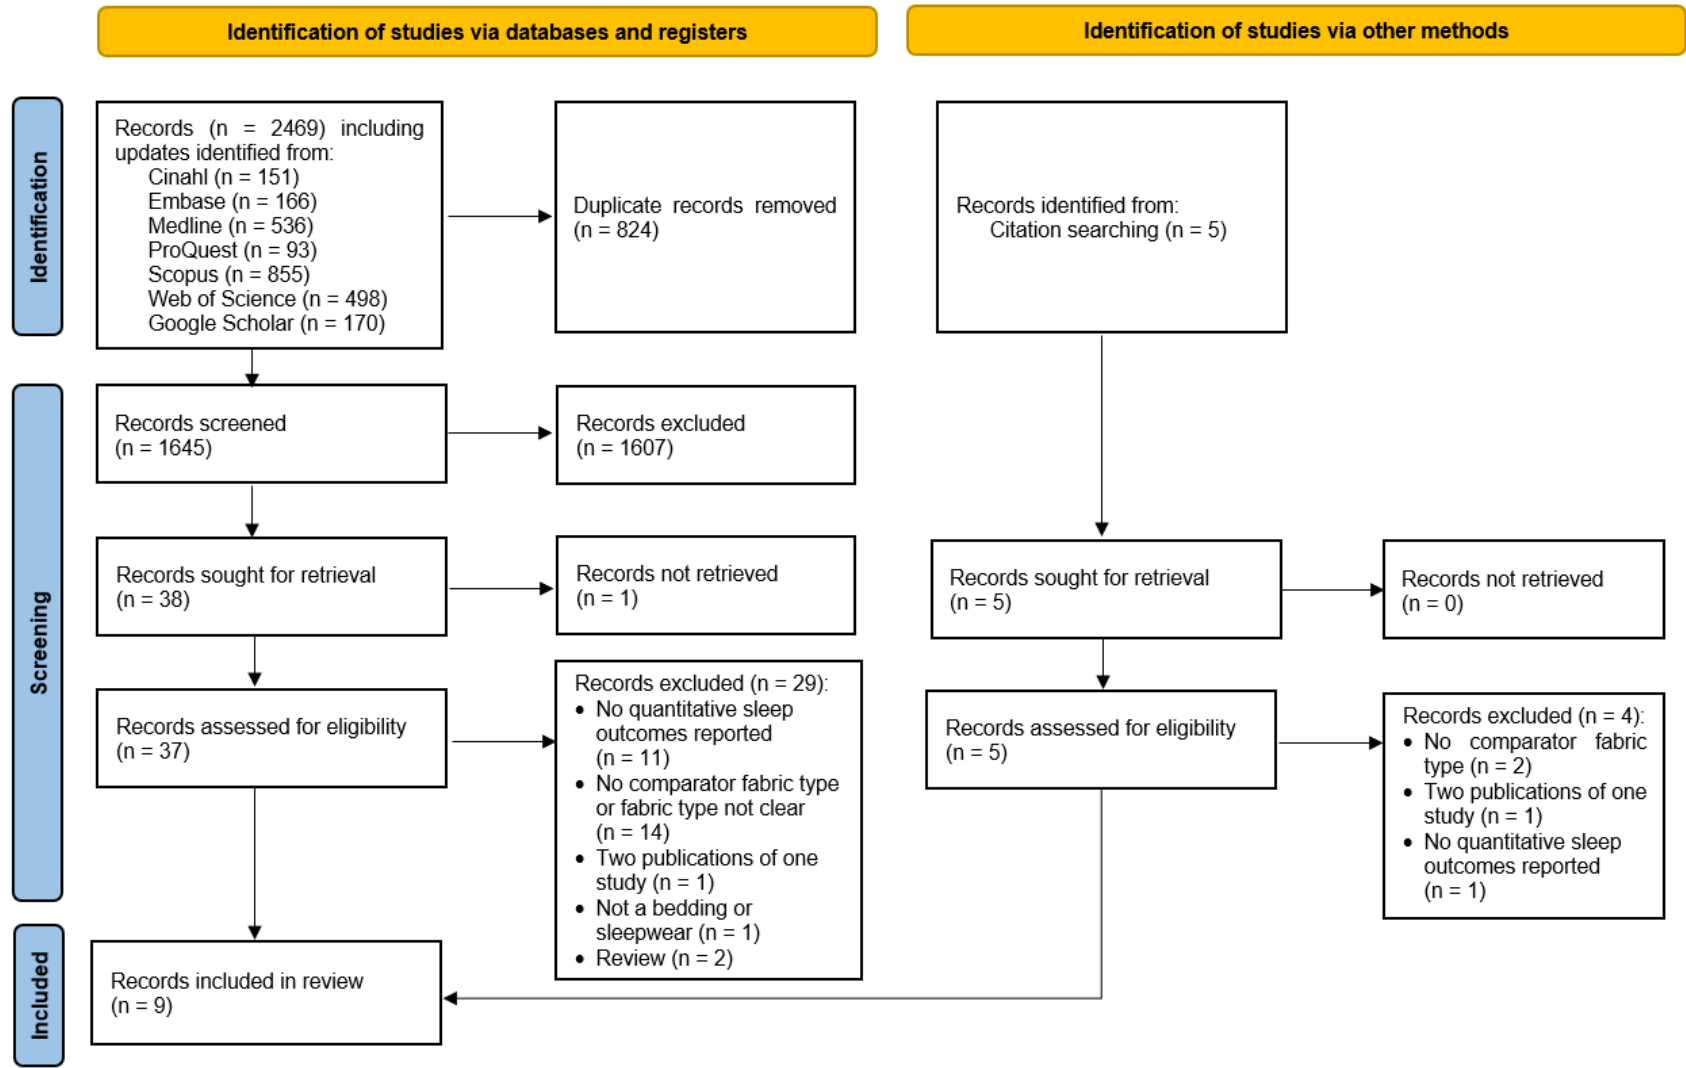 Identification of studies via databases and registers
Identification of studies via other methods
Identification
Records (n = 2469) including
updates identified from:
Cinahl (n = 151)
Embase (n = 166)
Medline (n = 536)
ProQuest (n = 93)
Scopus (n = 855)
Web of Science (n = 498)
Google Scholar (n = 170)
Duplicate records removed
(n = 824)
Records identified from:
Citation searching (n = 5)
Screening
Records screened
(n = 1645)
Records excluded
(n = 1607)
Records sought for retrieval
(n = 38)
Records not retrieved
(n = 1)
Records sought for retrieval
(n = 5)
Records not retrieved
(n = 0)
Records assessed for eligibility
(n = 37)
Records excluded (n = 29):
• No quantitative sleep
outcomes reported
(n = 11)
• No comparator fabric type
or fabric type not clear
(n = 14)
• Two publications of one
study (n = 1)
• Not a bedding or
sleepwear (n = 1)
• Review (n = 2)
Records assessed for eligibility
(n = 5)
Records excluded (n = 4):
• No comparator fabric
type (n = 2)
• Two publications of one
study (n = 1)
• No quantitative sleep
outcomes reported
(n = 1)
Included
Records included in review
(n = 9)